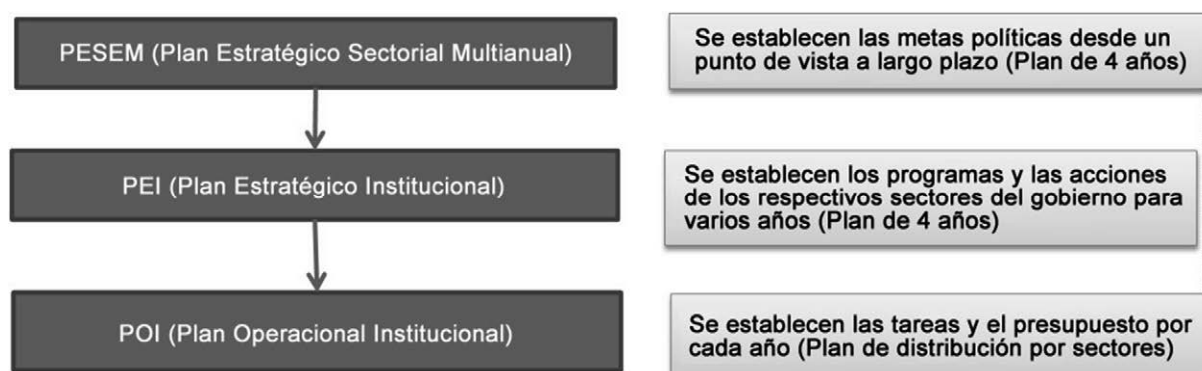 PESEM (Plan Estratégico Sectorial Multianual)
Se establecen las metas políticas desde un
punto de vista a largo plazo (Plan de 4 años)
PEI (Plan Estratégico Institucional)
Se establecen los programas y las acciones
de los respectivos sectores del gobierno para
varios años (Plan de 4 años)
POI (Plan Operacional Institucional)
Se establecen las tareas y el presupuesto por
cada año (Plan de distribución por sectores)